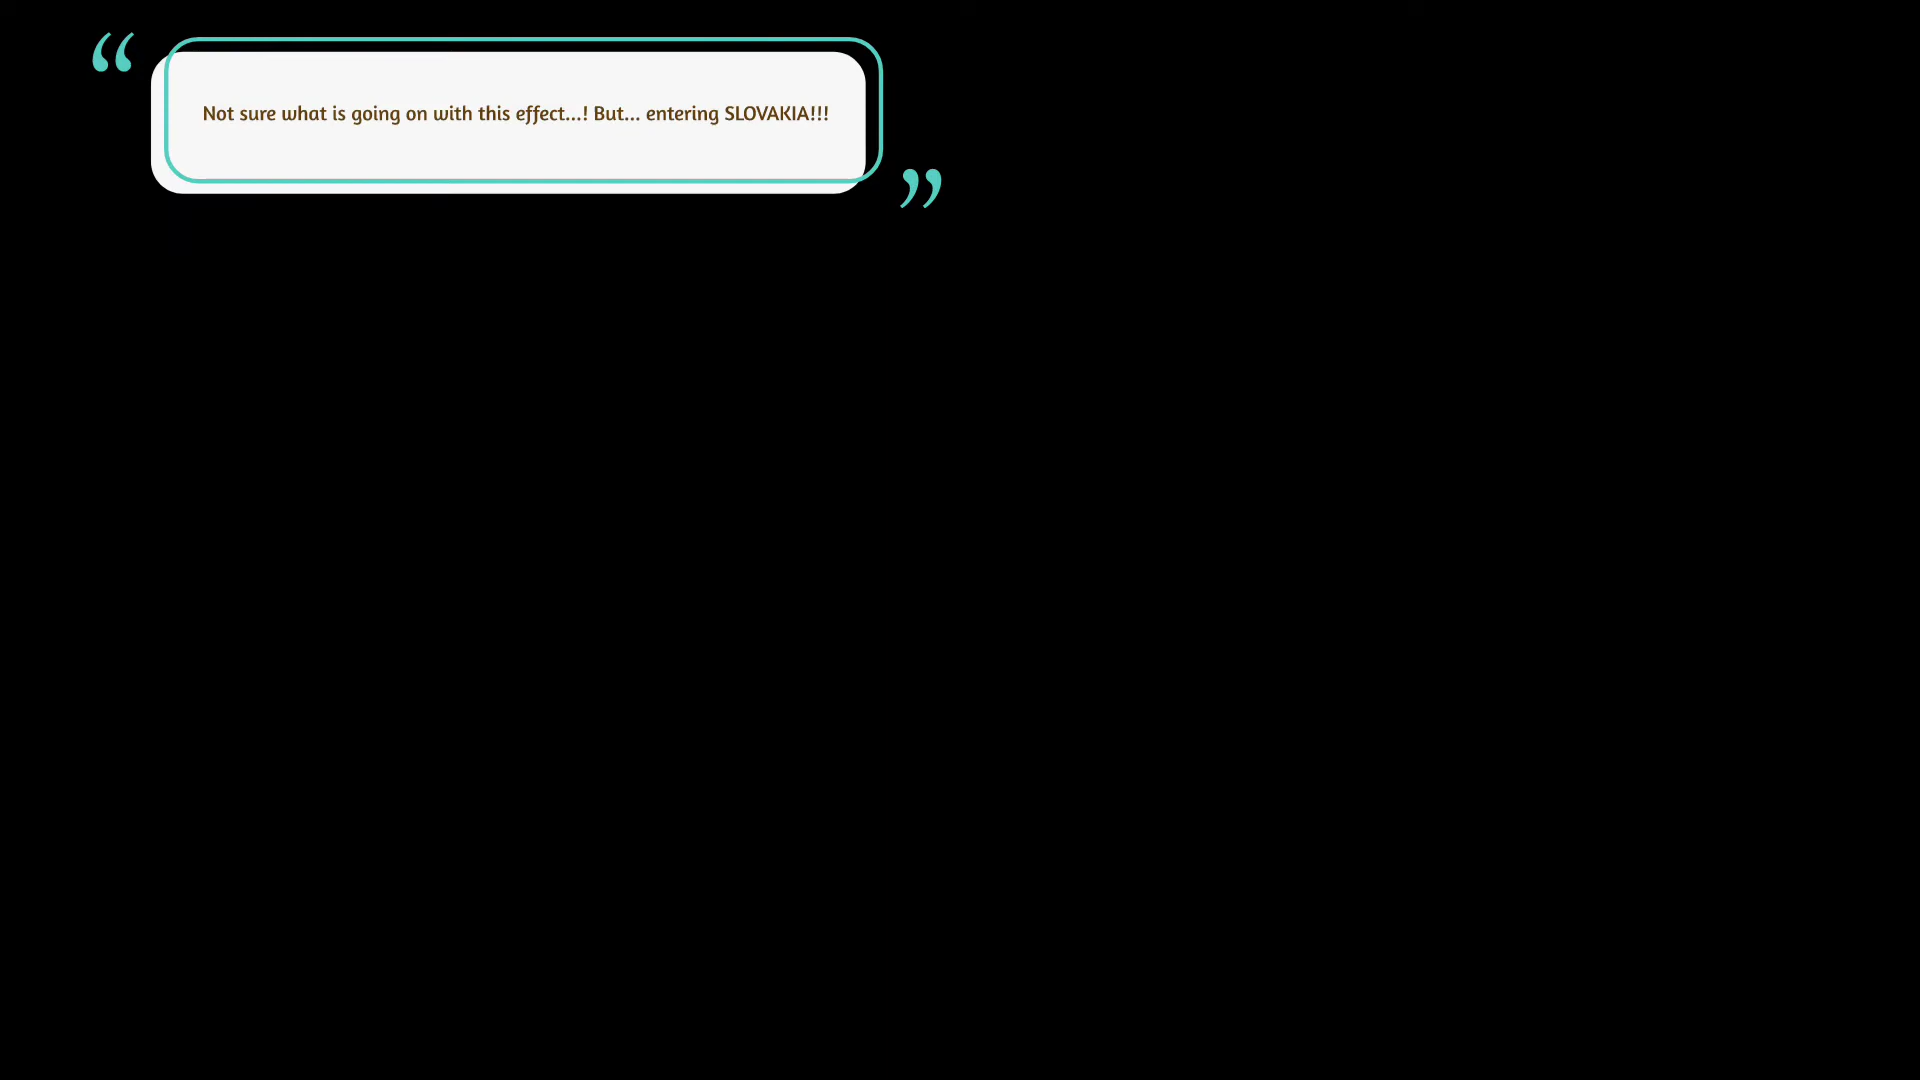 “
Not sure what is going on with this effect...! But... entering SLOVAKIA!!!
”